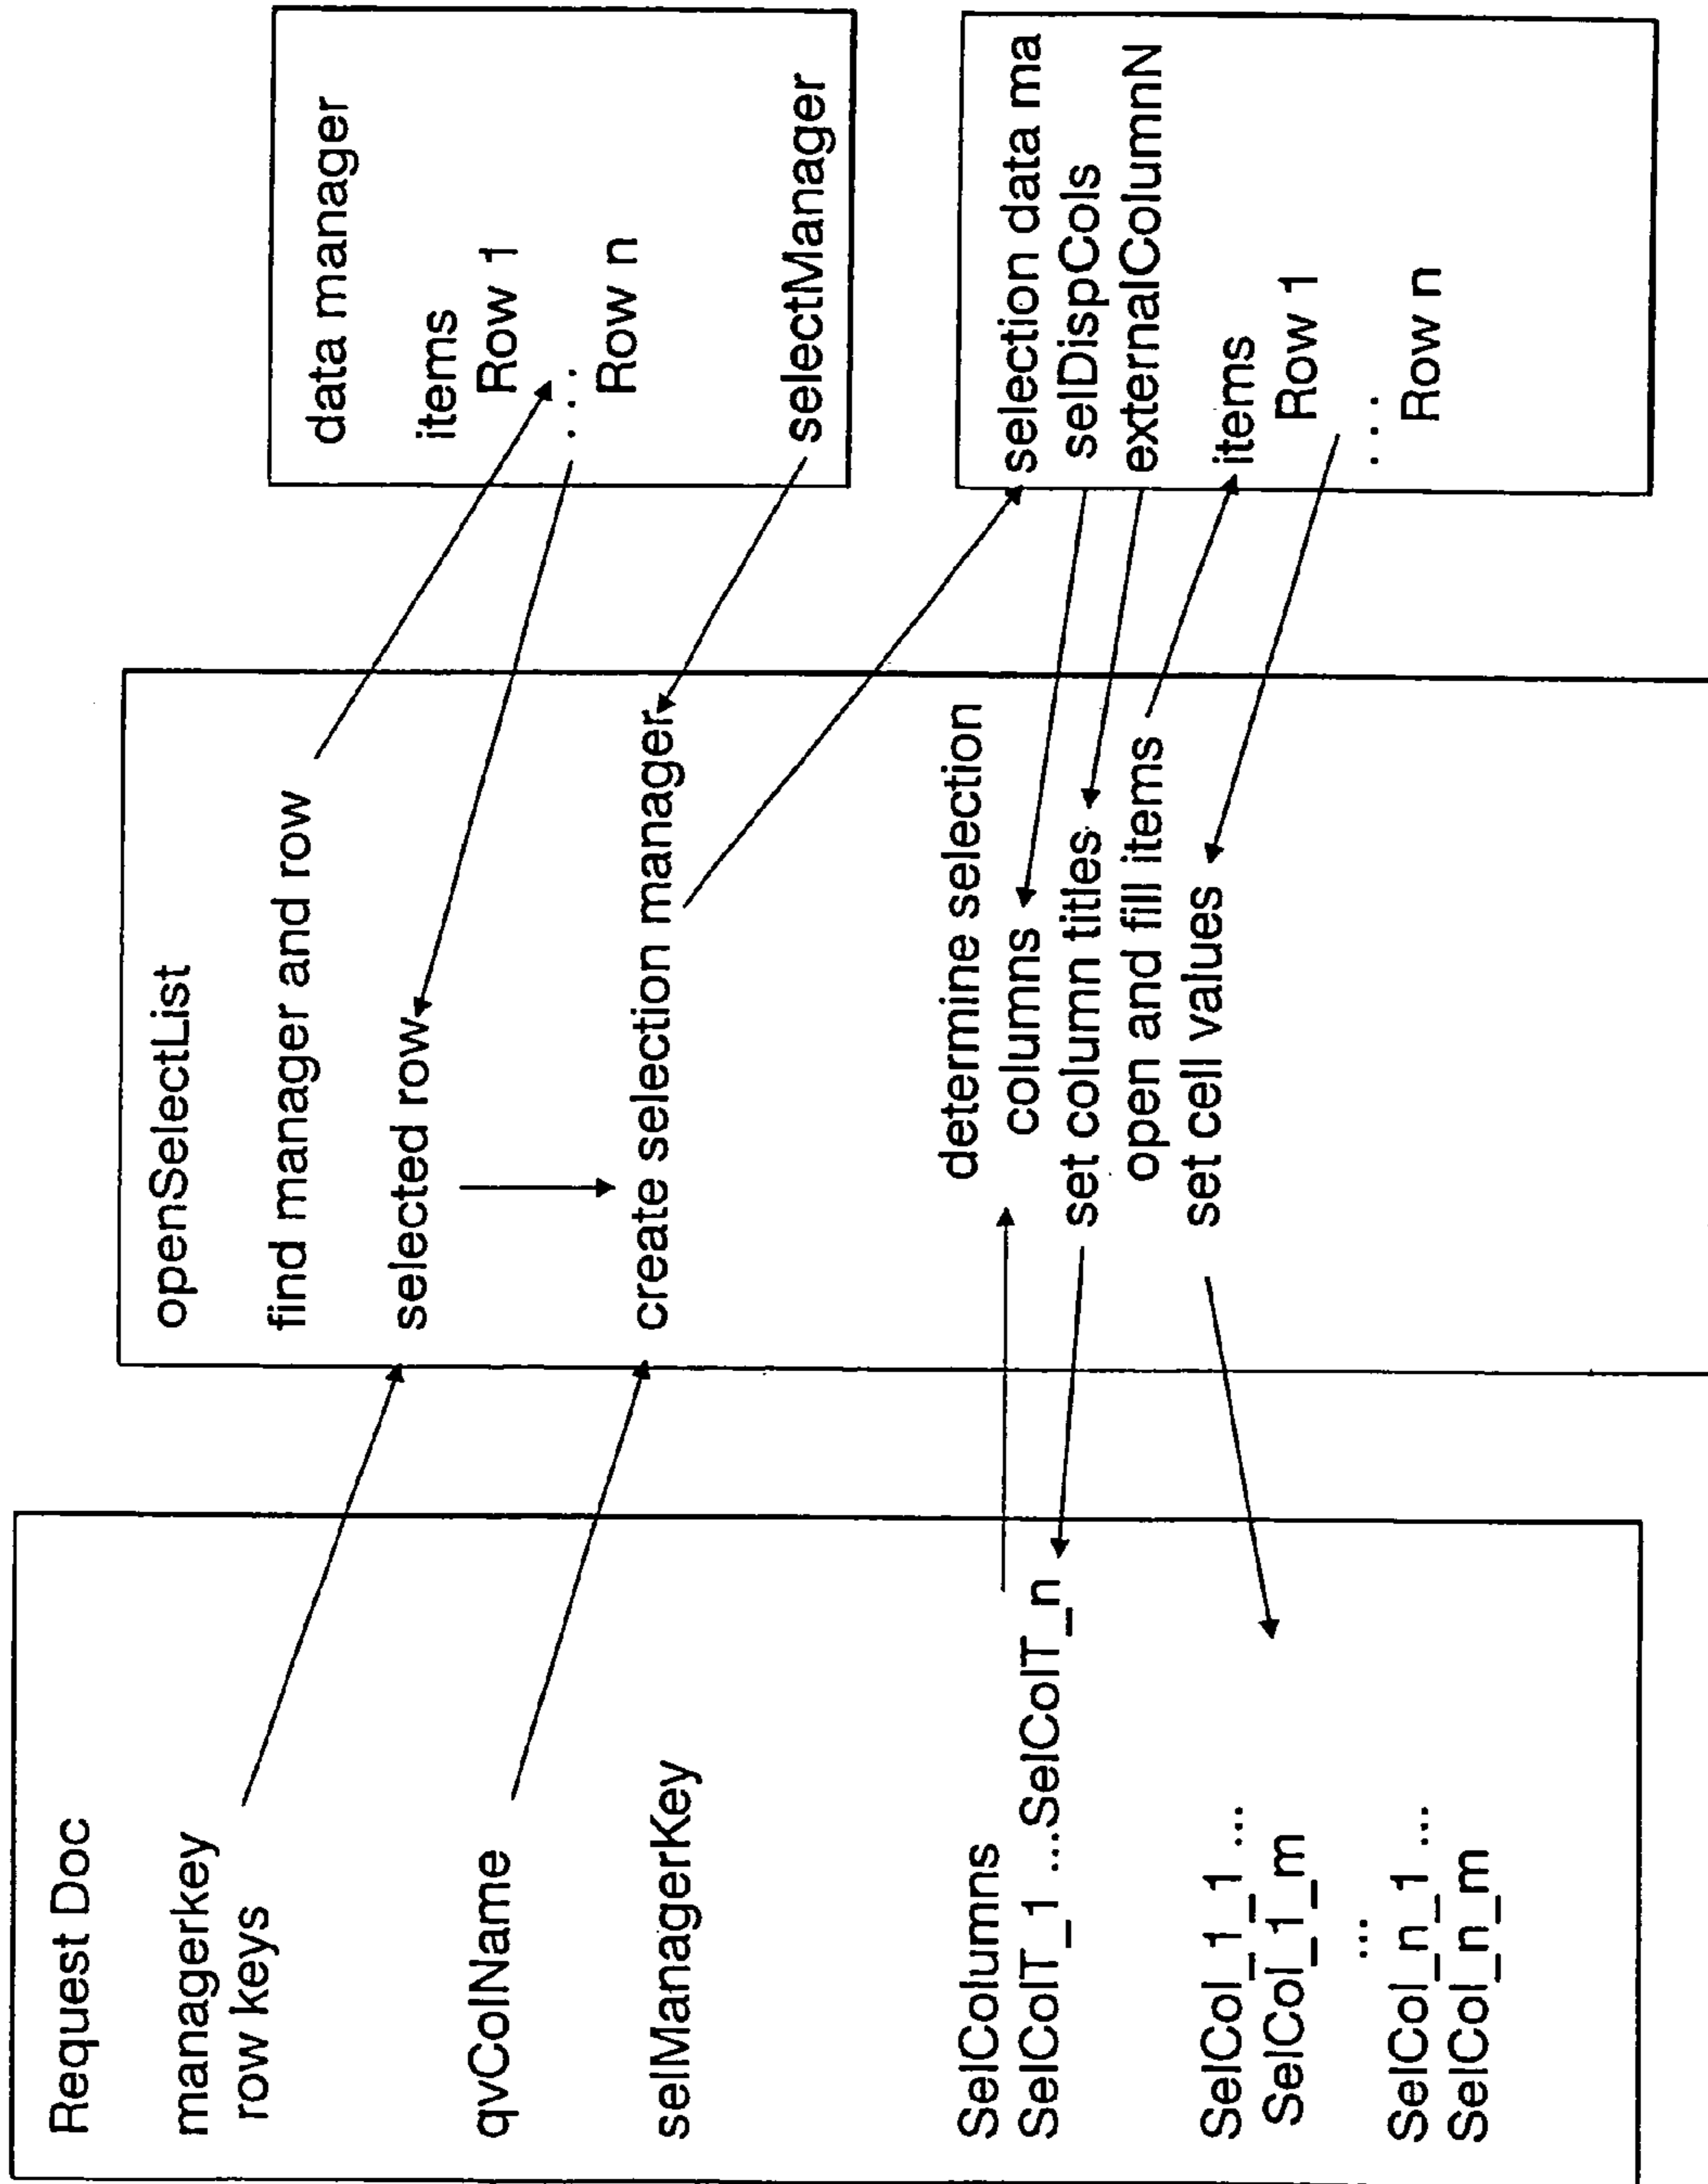 Request Doc
managerkey
row keys
qvColName
selManagerKey
SelColumns
SelColT_1 ...SelColT_n
SelCol_1_1 ...
SelCol_1_m
...
SelCol_n_1 ...
SelCol_n_m
openSelectList
find manager and row
selected row
create selection manager
determine selection
columns
set column titles
open and fill items
set cell values
data manager
items
Row 1
...
Row n
selectManager
selection data ma
selDispCols
externalColumnN
items
Row 1
...
Row n